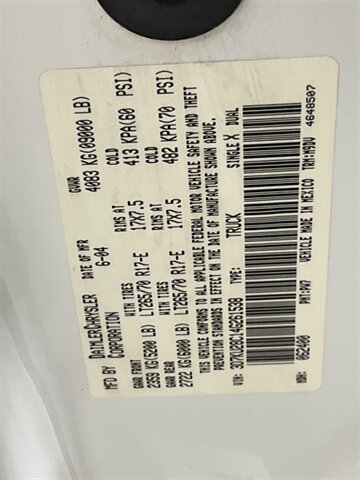 MFD BY DAIMLERCHRYSLER CORPORATION DATE OF MFR 6-04 GVWR 4083 KG(09000 LB)
GAWR FRONT 2359 KG(5200 LB) WITH TIRES LT265/70 R17-E RIMS AT 17X7.5 COLD 413 KPA(60 PSI)
GAWR REAR 2722 KG(6000 LB) WITH TIRES LT265/70 R17-E RIMS AT 17X7.5 COLD 482 KPA(70 PSI)
THIS VEHICLE CONFORMS TO ALL APPLICABLE FEDERAL MOTOR VEHICLE SAFETY AND THEFT
PREVENTION STANDARDS IN EFFECT ON THE DATE OF MANUFACTURE SHOWN ABOVE.
VIN: TYPE: TRUCK SINGLE X DUAL
VEHICLE MADE IN MEXICO
PNT:PW7
4648507